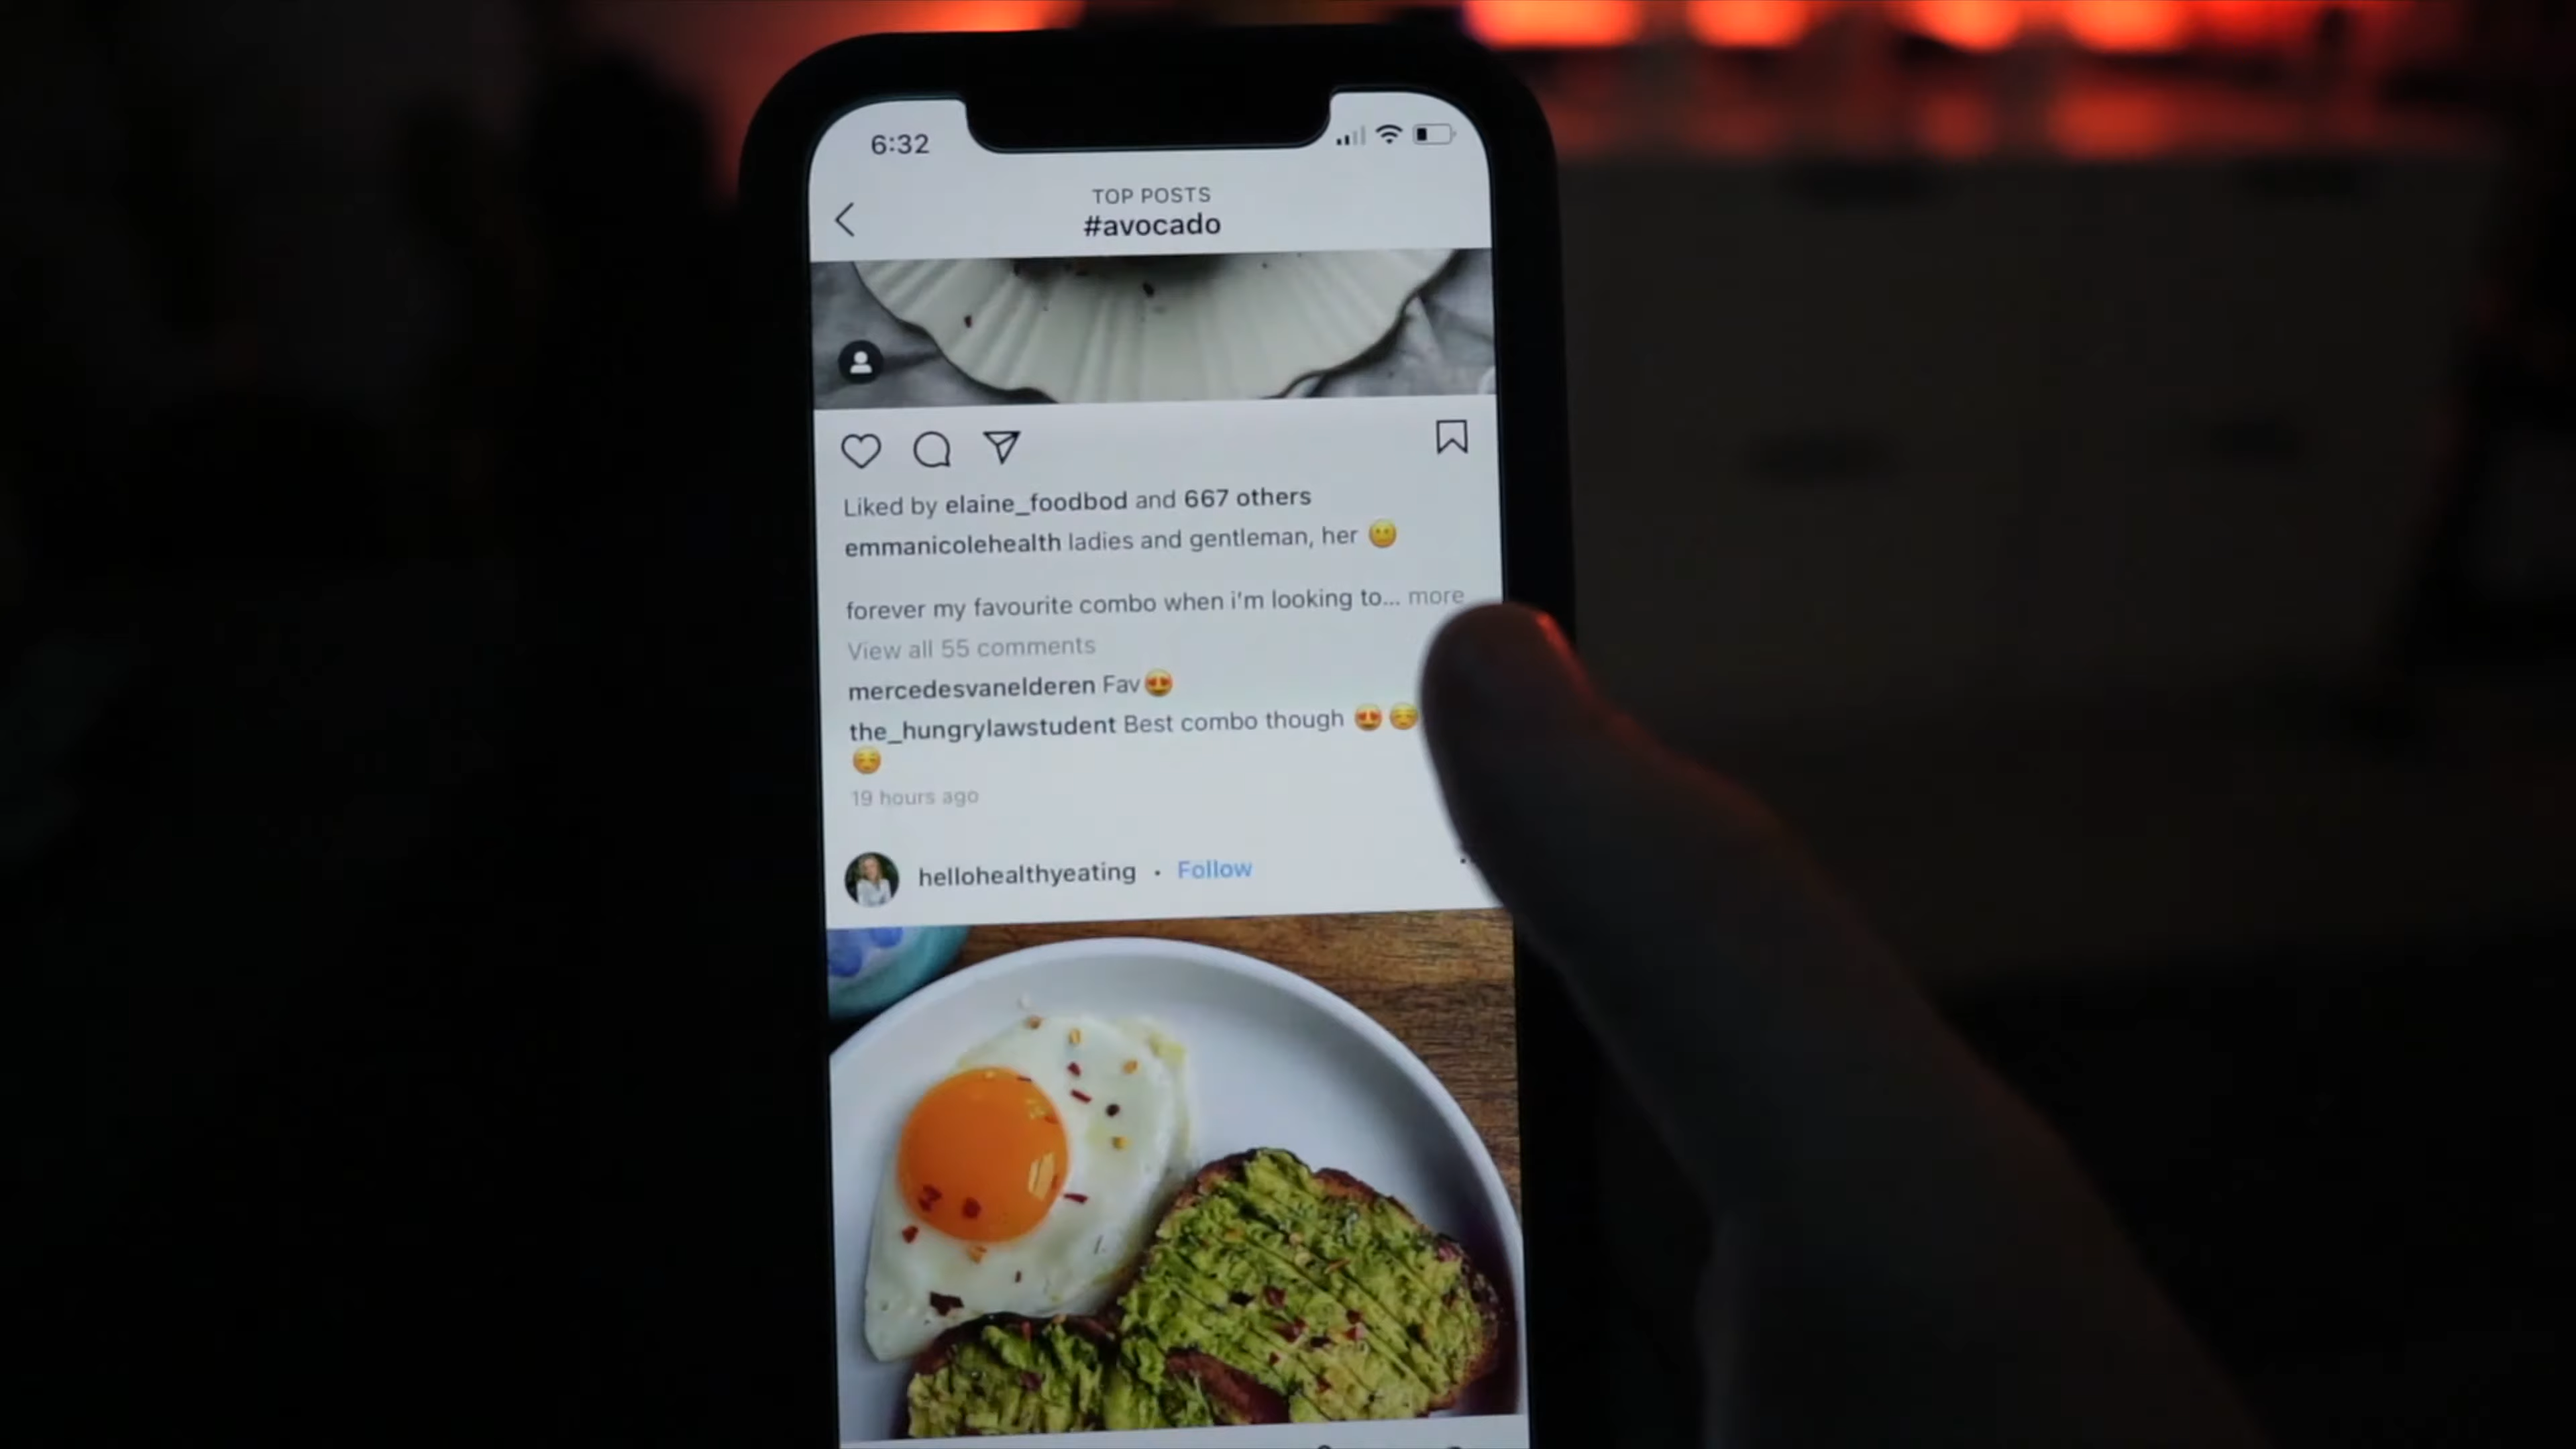 6:32
TOP POSTS
#avocado
Liked by elaine_foodbod and 667 others
emmanicolehealth ladies and gentleman, her 😶
forever my favourite combo when i'm looking to... more
View all 55 comments
mercedesvanelderen Fav😍
the_hungrylawstudent Best combo though 😍 ☺️
☺️
19 hours ago
hellohealthyeating • Follow